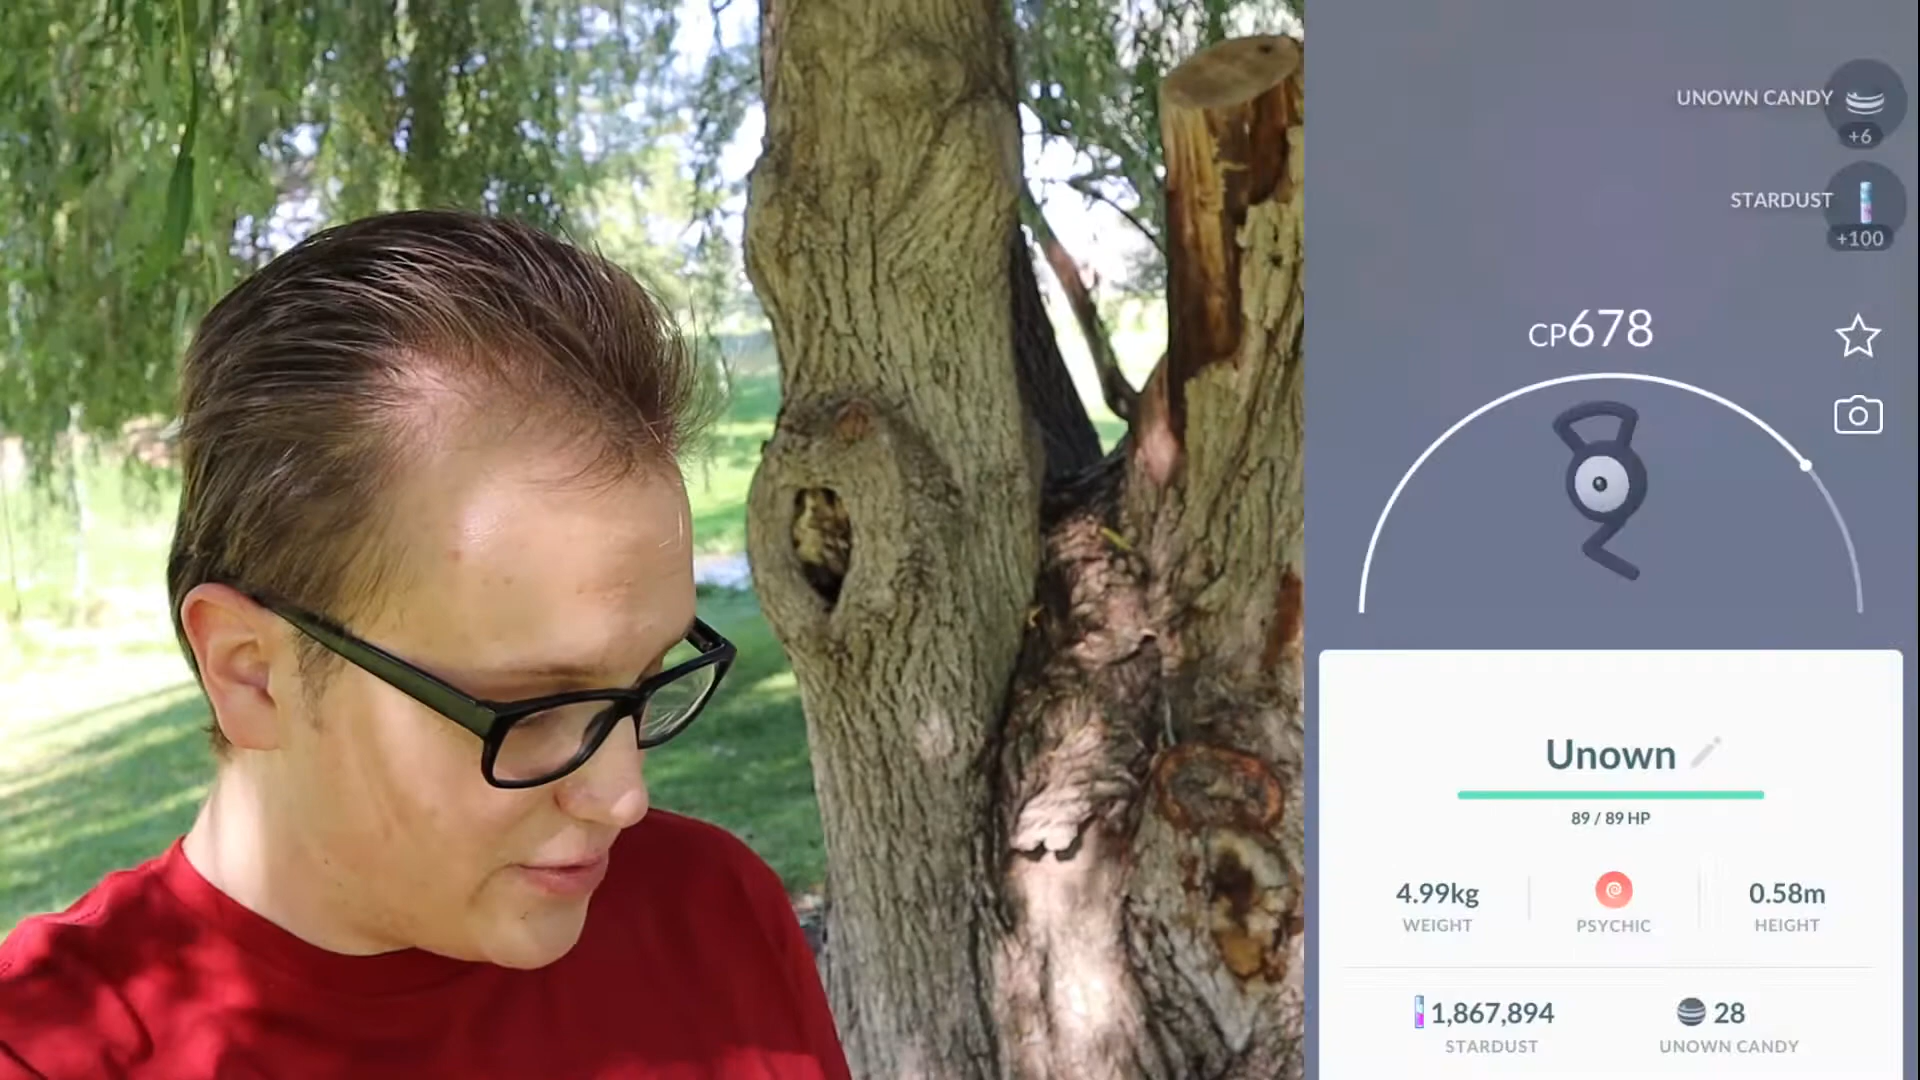 UNOWN CANDY
+6
STARDUST
+100
CP678
Unown
89 / 89 HP
4.99kg
WEIGHT
PSYCHIC
0.58m
HEIGHT
1,867,894
STARDUST
28
UNOWN CANDY